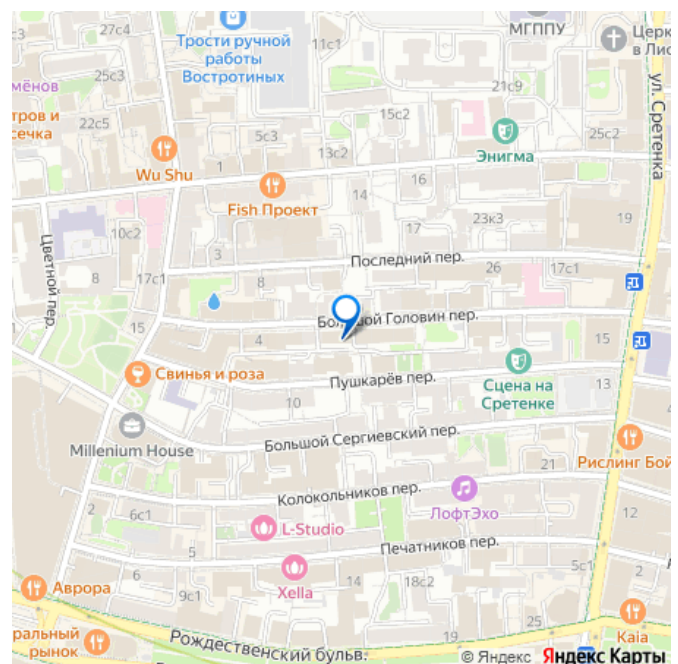 27с4
МГППУ
Церк
в Лис
Трости ручной
работы
Востротиных
11с1
25с3
21с9
ул. Сретенка
мёнов
тров и
сечка
22с5
15с2
5с3
13с2
Энигма
25с2
Wu Shu
1
16
14
Fish Проект
23к3
19
17
10с2
Цветной пер.
3
Последний пер.
26
17с1
8
17с1
8
15
4
Большой Головин пер.
15
Свинья и роза
Пушкарёв пер.
Сцена на
Сретенке
13
10
Millenium House
Большой Сергиевский пер.
Рислинг Бой
21
Колокольников пер.
2
6с1
ЛофтЭхо
12
L-Studio
Печатников пер.
6
5с1
2
Аврора
9с1
Xella
14
18с2
ральный
рынок
Рождественский бульв.
Kaia
© Яндекс Яндекс Карты